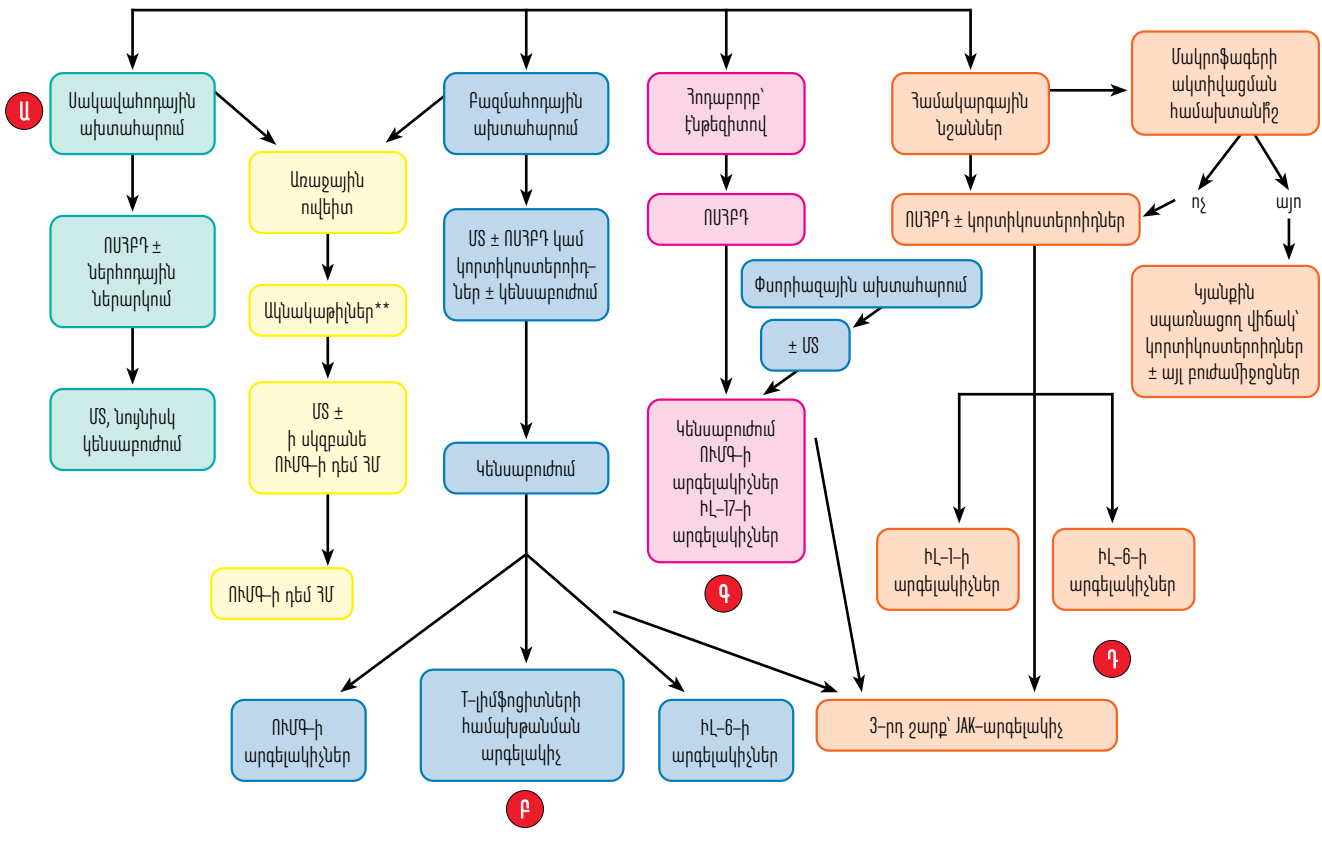 Ա
Սակավահոդային
ախտահարում
ՈՍՀԲԴ ±
ներհոդային
ներարկում
ՄՏ, նույնիսկ
կենսաբուժում
Առաջային
ուվեիտ
Ակնակաթիլներ**
ՄՏ ±
ի սկզբանե
ՈՒՄԳ–ի դեմ ՀՄ
ՈՒՄԳ–ի դեմ ՀՄ
Բազմահոդային
ախտահարում
ՄՏ ± ՈՍՀԲԴ կամ
կորտիկոստերոիդ–
ներ ± կենսաբուժում
Կենսաբուժում
ՈՒՄԳ–ի
արգելակիչներ
T–լիմֆոցիտների
համախթանման
արգելակիչ
ԻԼ–6–ի
արգելակիչներ
Բ
Հոդաբորբ՝
էնթեզիտով
ՈՍՀԲԴ
Փսորիազային ախտահարում
± ՄՏ
Կենսաբուժում
ՈՒՄԳ–ի
արգելակիչներ
ԻԼ–17–ի
արգելակիչներ
Գ
Համակարգային
նշաններ
Մակրոֆագերի
ակտիվացման
համախտանի՞շ
ոչ
այո
ՈՍՀԲԴ ± կորտիկոստերոիդներ
Կյանքին
սպառնացող վիճակ՝
կորտիկոստերոիդներ
± այլ բուժամիջոցներ
ԻԼ–1–ի
արգելակիչներ
ԻԼ–6–ի
արգելակիչներ
Դ
3–րդ շարք՝ JAK–արգելակիչ